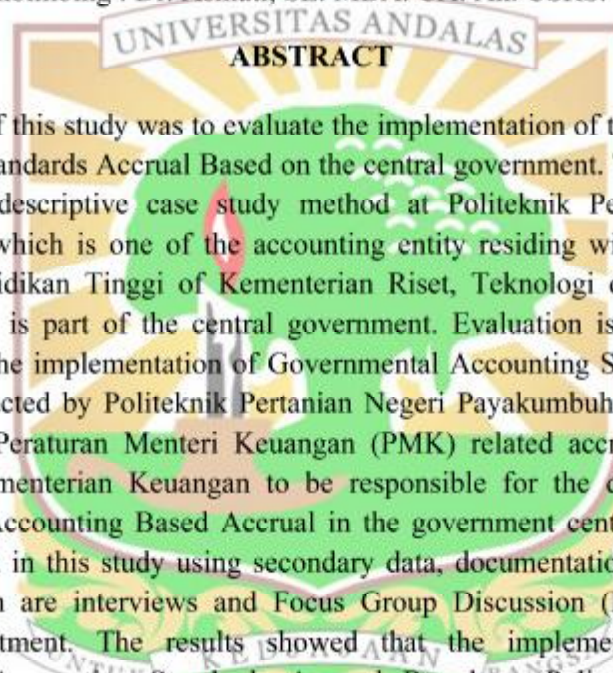 UNIVERSITAS ANDALAS
ABSTRACT
f this study was to evaluate the implementation of t
andards Accrual Based on the central government.
descriptive case study method at Politeknik Pe
which is one of the accounting entity residing wi
idikan Tinggi of Kementerian Riset, Teknologi
is part of the central government. Evaluation is
he implementation of Governmental Accounting S
cted by Politeknik Pertanian Negeri Payakumbuh
Peraturan Menteri Keuangan (PMK) related accr
menterian Keuangan to be responsible for the
Accounting Based Accrual in the government cent
in this study using secondary data, documentatio
are interviews and Focus Group Discussion (
tment. The results showed that the impleme
UNTUK KEDJAJAAN BANGSA